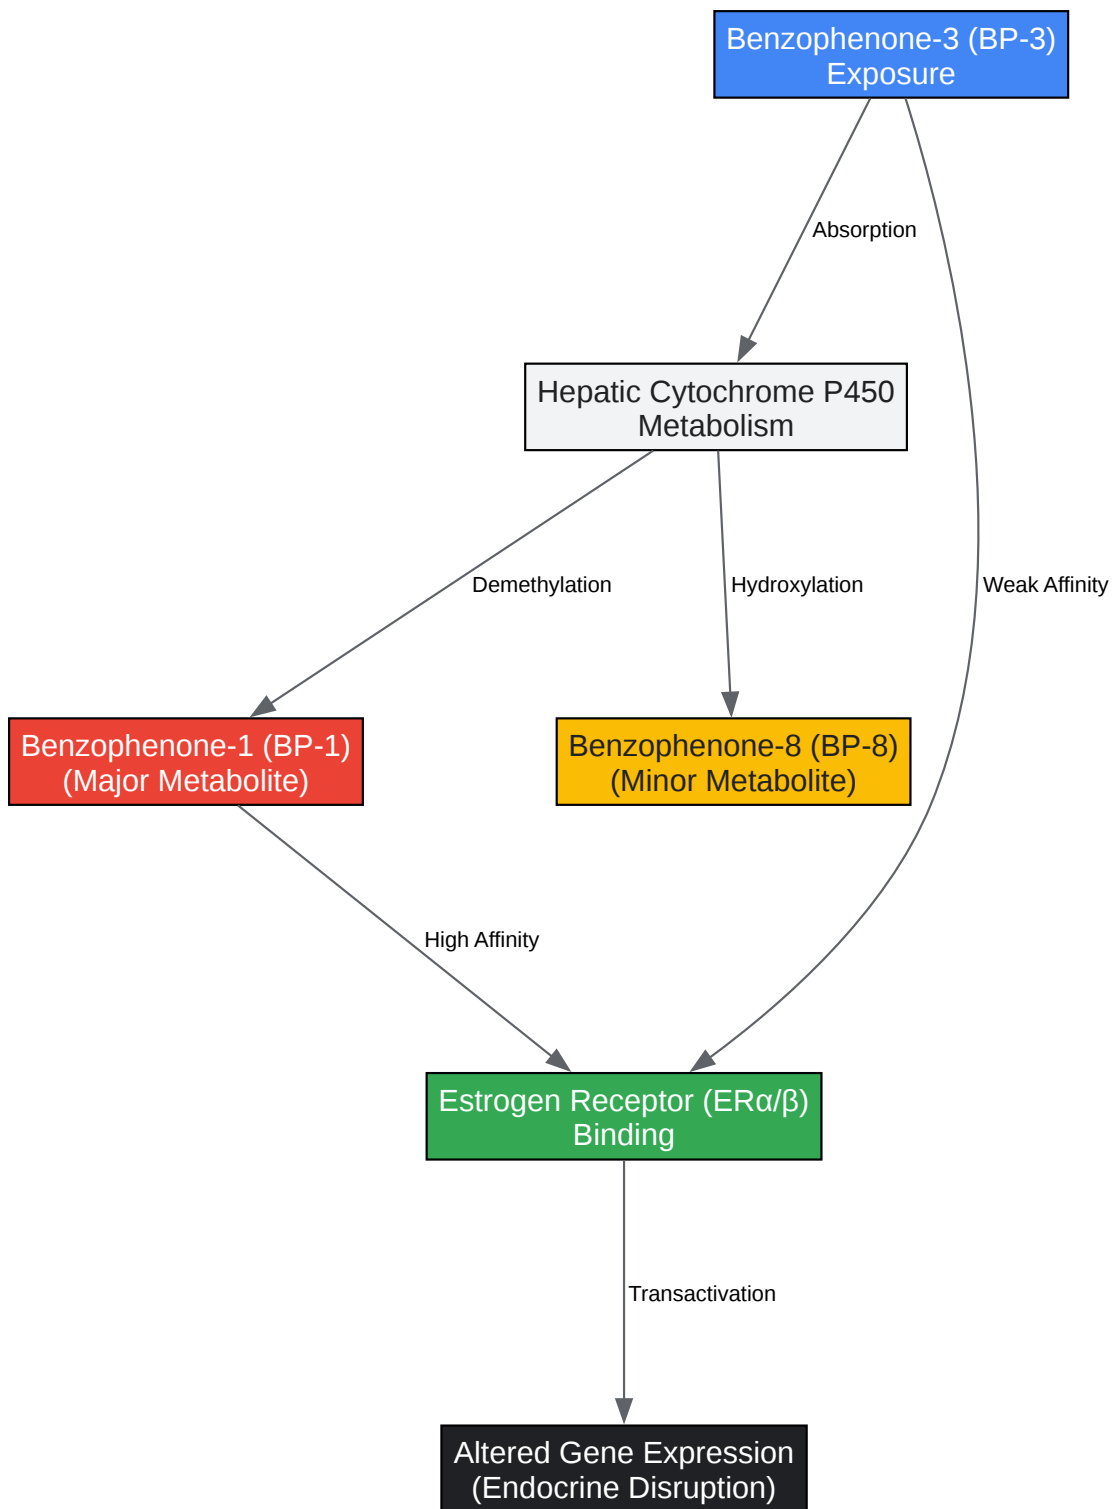 Benzophenone-3 (BP-3)
Exposure
Absorption
Hepatic Cytochrome P450
Metabolism
Demethylation
Hydroxylation
Weak Affinity
Benzophenone-1 (BP-1)
(Major Metabolite)
Benzophenone-8 (BP-8)
(Minor Metabolite)
High Affinity
Estrogen Receptor (ERα/β)
Binding
Transactivation
Altered Gene Expression
(Endocrine Disruption)